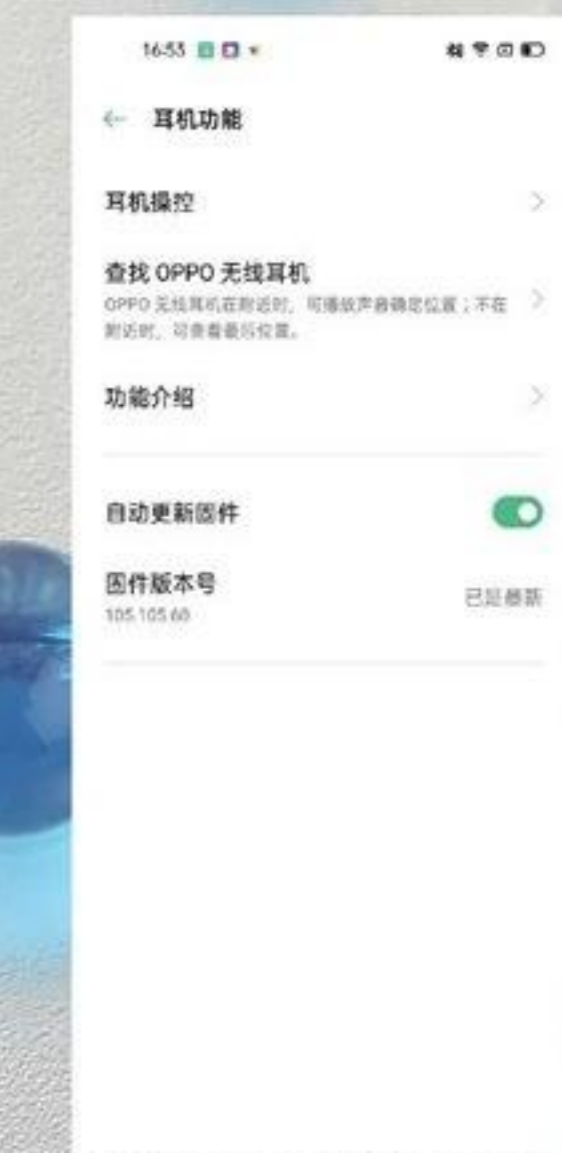 16:53
耳机功能
耳机操控
查找 OPPO 无线耳机
OPPO 无线耳机在附近时，可播放声音确定位置；不在
附近时，可查看最后位置。
功能介绍
自动更新固件
固件版本号
105.105.60
已是最新